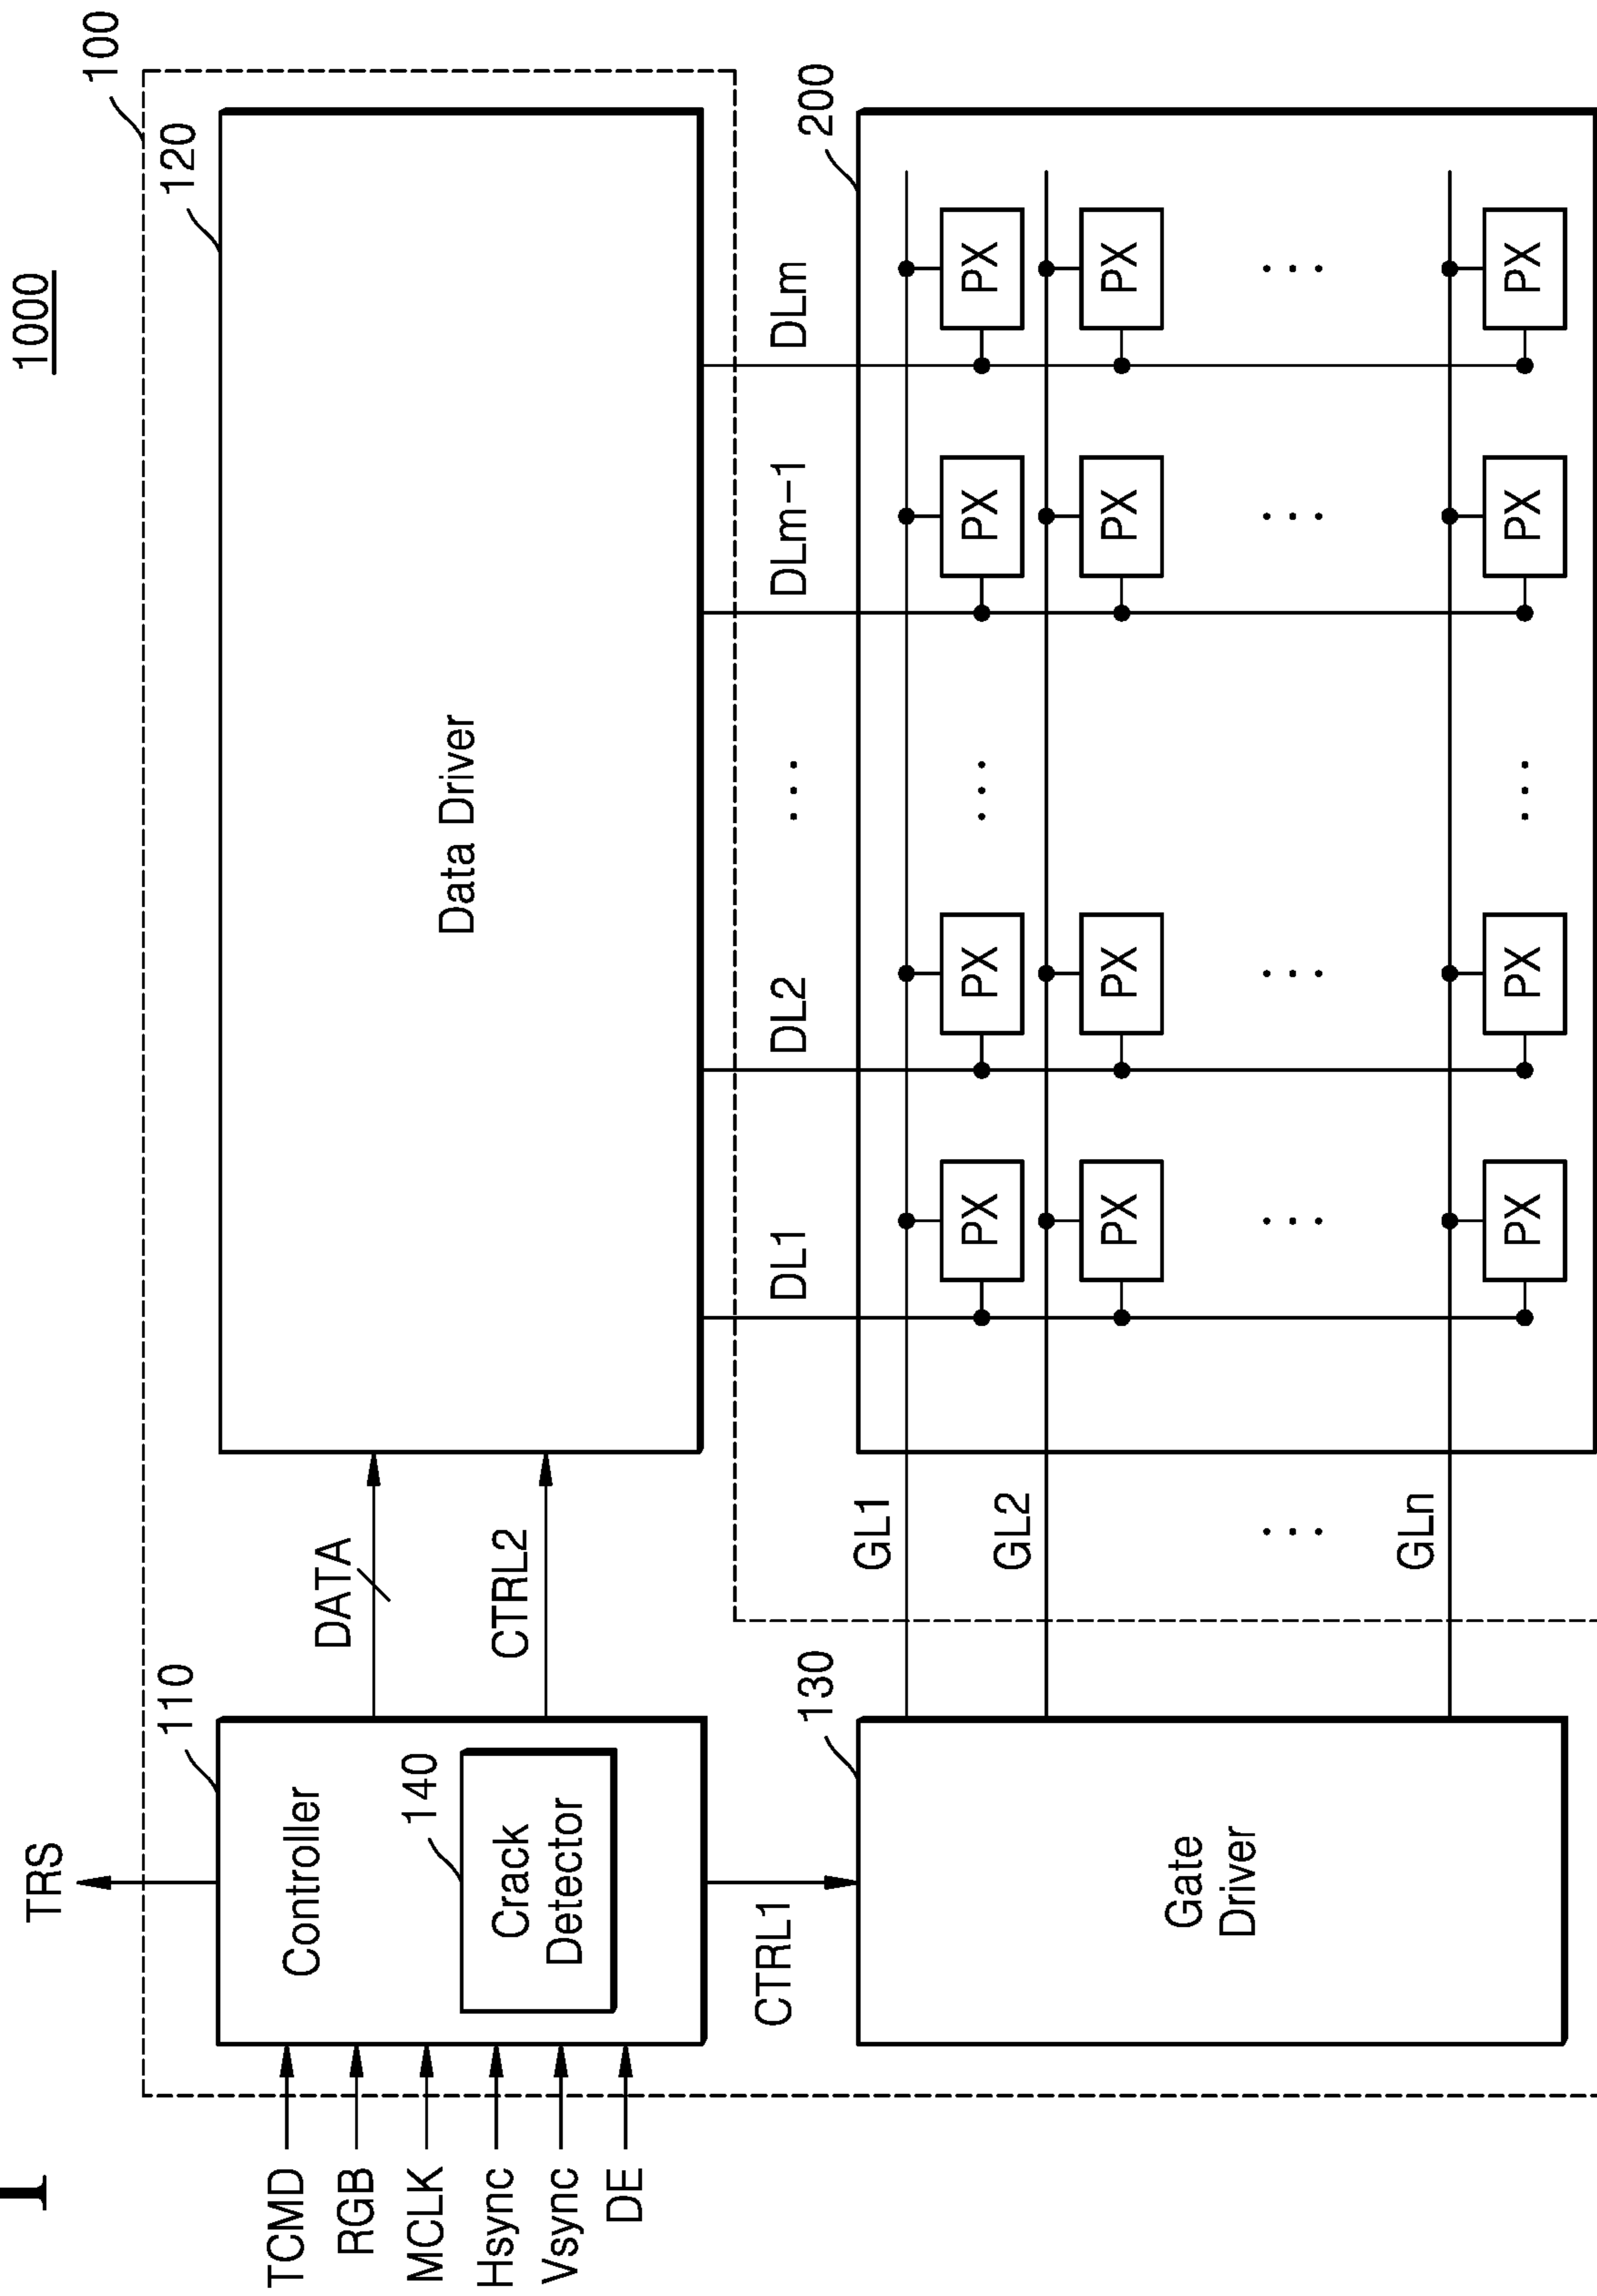 1
1000
100
TRS
110
120
TCMD
RGB
MCLK
Hsync
Vsync
DE
Controller
140
Crack
Detector
DATA
CTRL2
Data Driver
CTRL1
DL1
DL2
...
DLm-1
DLm
130
200
Gate
Driver
GL1
PX
PX
...
PX
PX
GL2
PX
PX
PX
PX
...
...
...
...
...
GLn
PX
PX
...
PX
PX